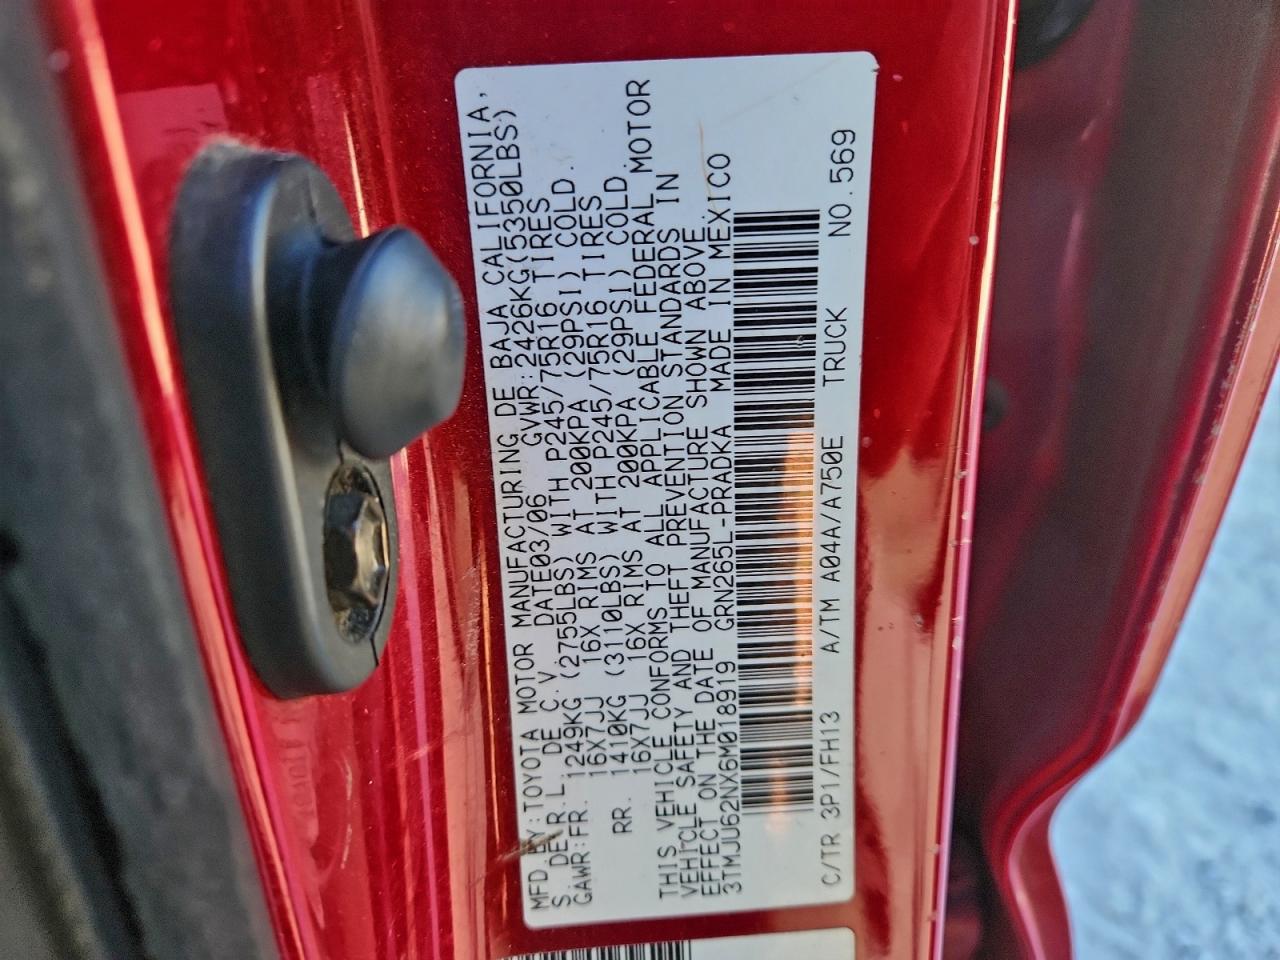 MFD. BY: TOYOTA MOTOR MANUFACTURING DE BAJA CALIFORNIA,
S. DE R. L. DE C.V. DATE03/06 GVWR:2426KG(5350LBS)
GAWR:FR. 1249KG (2755LBS) WITH P245/75R16 TIRES
16X7JJ 16X RIMS AT 200KPA (29PSI) COLD.
RR. 1410KG (3110LBS) WITH P245/75R16 TIRES
16X7JJ 16X RIMS AT 200KPA (29PSI) COLD.
THIS VEHICLE CONFORMS TO ALL APPLICABLE FEDERAL MOTOR
VEHICLE SAFETY AND THEFT PREVENTION STANDARDS IN
EFFECT ON THE DATE OF MANUFACTURE SHOWN ABOVE.
3TMJU62NX6M018919 GRN265L-PRADKA MADE IN MEXICO
C/TR 3P1/FH13 A/TM A04A/A750E TRUCK NO.569